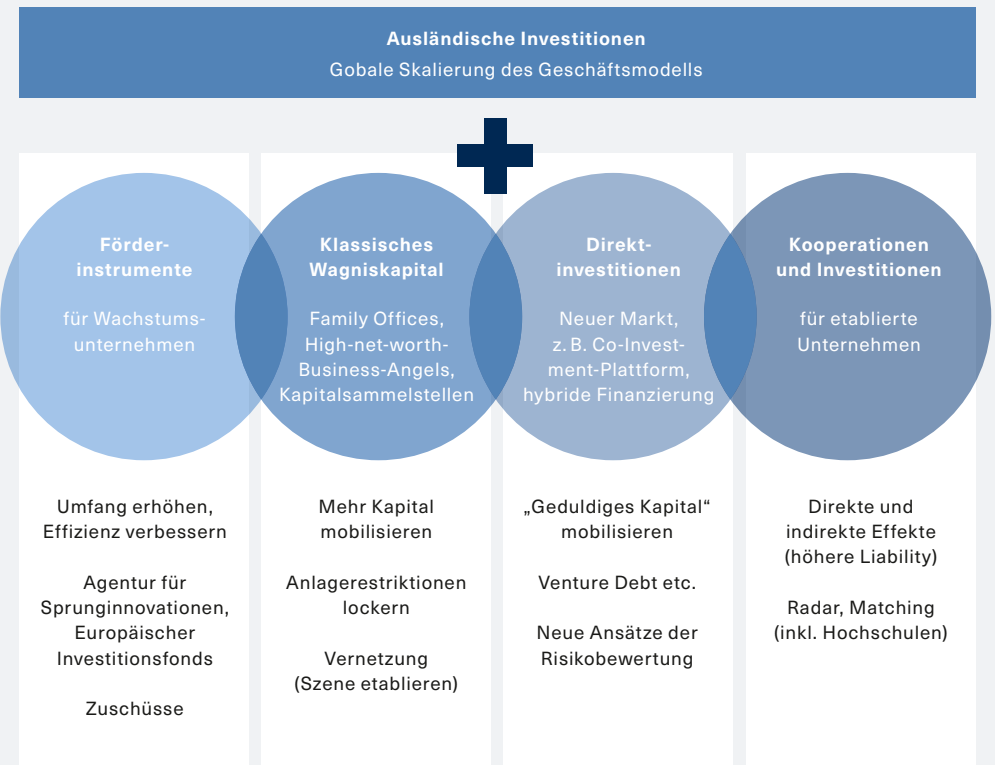 Ausländische Investitionen
Gobale Skalierung des Geschäftsmodells
Förder-
instrumente
für Wachstums-
unternehmen
Klassisches
Wagniskapital
Family Offices,
High-net-worth-
Business-Angels,
Kapitalsammelstellen
Direkt-
investitionen
Neuer Markt,
z. B. Co-Invest-
ment-Plattform,
hybride Finanzierung
Kooperationen
und Investitionen
für etablierte
Unternehmen
Umfang erhöhen,
Effizienz verbessern
Agentur für
Sprunginnovationen,
Europäischer
Investitionsfonds
Zuschüsse
Mehr Kapital
mobilisieren
Anlagerestriktionen
lockern
Vernetzung
(Szene etablieren)
„Geduldiges Kapital“
mobilisieren
Venture Debt etc.
Neue Ansätze der
Risikobewertung
Direkte und
indirekte Effekte
(höhere Liability)
Radar, Matching
(inkl. Hochschulen)